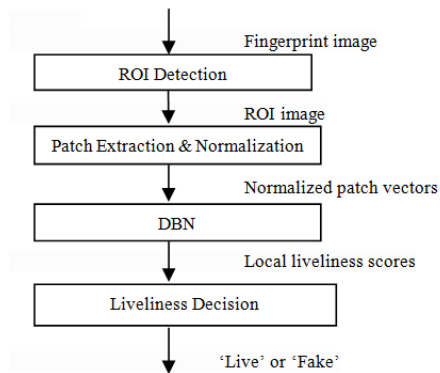 Fingerprint image
ROI Detection
ROI image
Patch Extraction & Normalization
Normalized patch vectors
DBN
Local liveliness scores
Liveliness Decision
‘Live’ or ‘Fake’